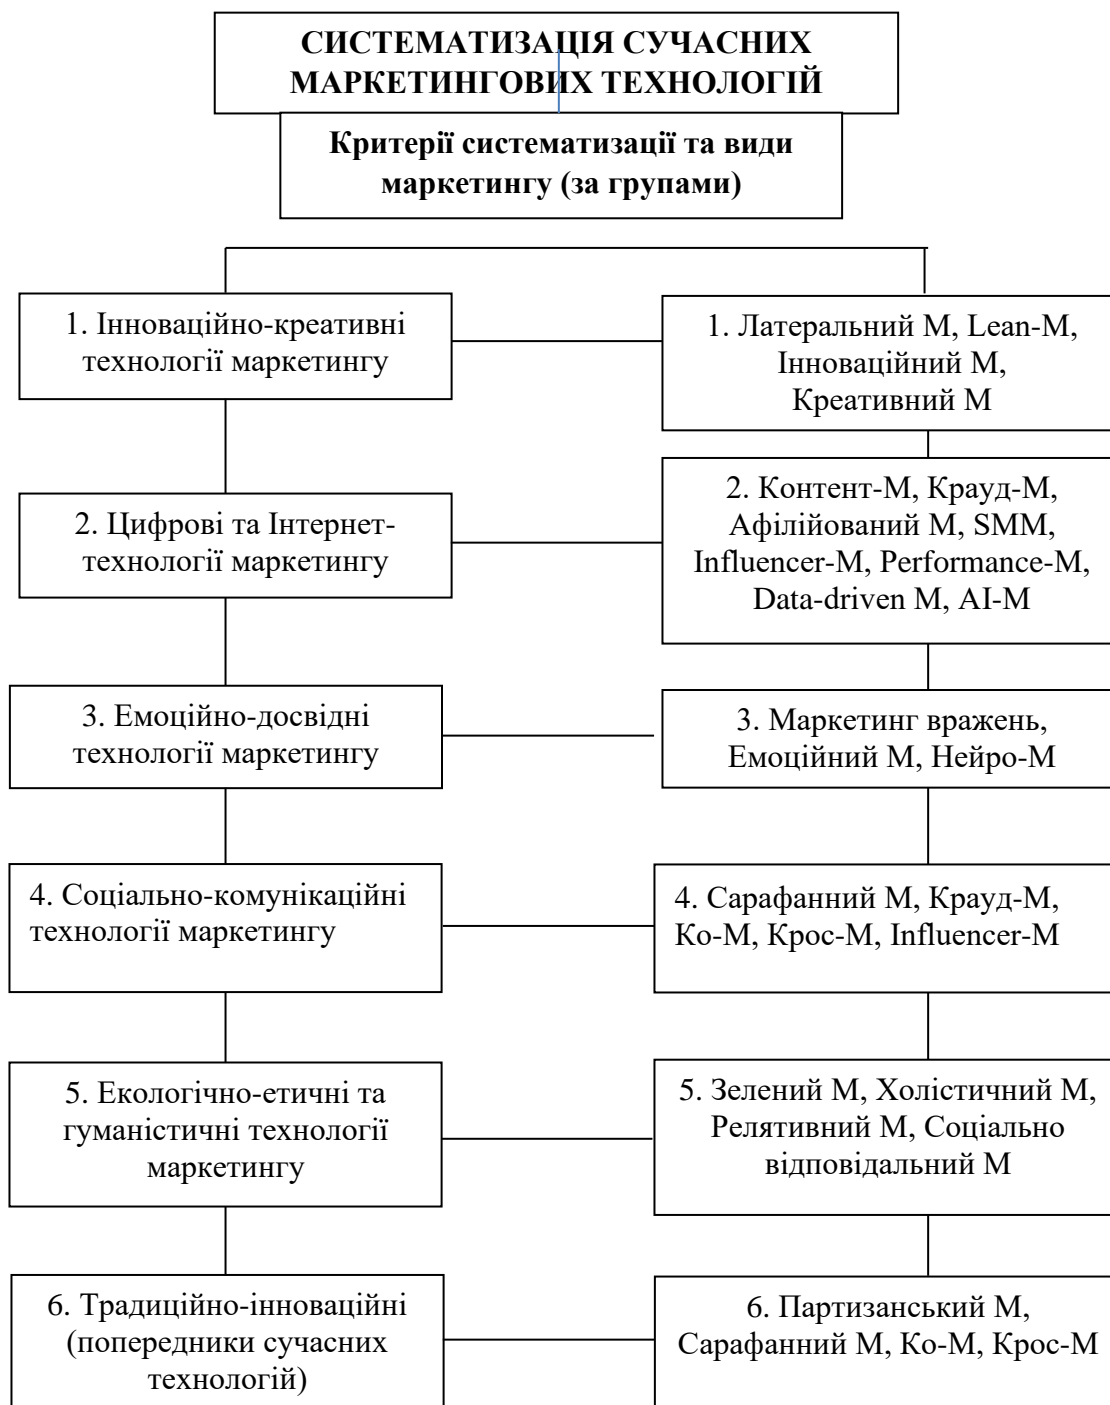 СИСТЕМАТИЗАЦІЯ СУЧАСНИХ
МАРКЕТИНГОВИХ ТЕХНОЛОГІЙ
Критерії систематизації та види
маркетингу (за групами)
1. Інноваційно-креативні
технології маркетингу
1. Латеральний М, Lean-М,
Інноваційний М,
Креативний М
2. Цифрові та Інтернет-
технології маркетингу
2. Контент-М, Крауд-М,
Афілійований М, SMM,
Influencer-М, Performance-М,
Data-driven М, AI-М
3. Емоційно-досвідні
технології маркетингу
3. Маркетинг вражень,
Емоційний М, Нейро-М
4. Соціально-комунікаційні
технології маркетингу
4. Сарафанний М, Крауд-М,
Ко-М, Крос-М, Influencer-М
5. Екологічно-етичні та
гуманістичні технології
маркетингу
5. Зелений М, Холістичний М,
Релятивний М, Соціально
відповідальний М
6. Традиційно-інноваційні
(попередники сучасних
технологій)
6. Партизанський М,
Сарафанний М, Ко-М, Крос-М